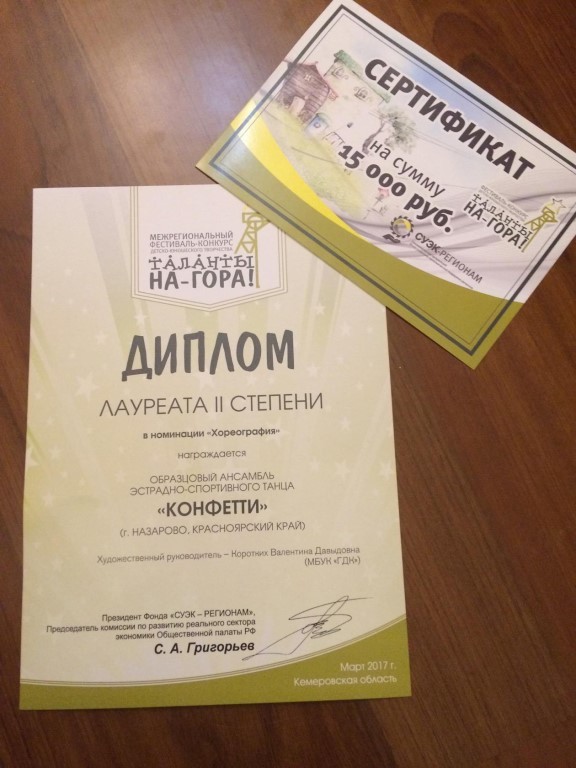 СЕРТИФИКАТ
на сумму
15 000 руб.
ТАЛАНТЫ
НА-ГОРА!
СУЭК-РЕГИОНАМ
МЕЖРЕГИОНАЛЬНЫЙ
ФЕСТИВАЛЬ-КОНКУРС
ДЕТСКО-ЮНОШЕСКОГО ТВОРЧЕСТВА
ТАЛАНТЫ
НА-ГОРА!
ДИПЛОМ
ЛАУРЕАТА II СТЕПЕНИ
в номинации «Хореография»
награждается
ОБРАЗЦОВЫЙ АНСАМБЛЬ
ЭСТРАДНО-СПОРТИВНОГО ТАНЦА
«КОНФЕТТИ»
(г. НАЗАРОВО, КРАСНОЯРСКИЙ КРАЙ)
Художественный руководитель – Коротких Валентина Давыдовна
(МБУК «ГДК»)
Президент Фонда «СУЭК – РЕГИОНАМ»,
Председатель комиссии по развитию реального сектора
экономики Общественной палаты РФ
С. А. Григорьев
Март 2017 г.
Кемеровская область